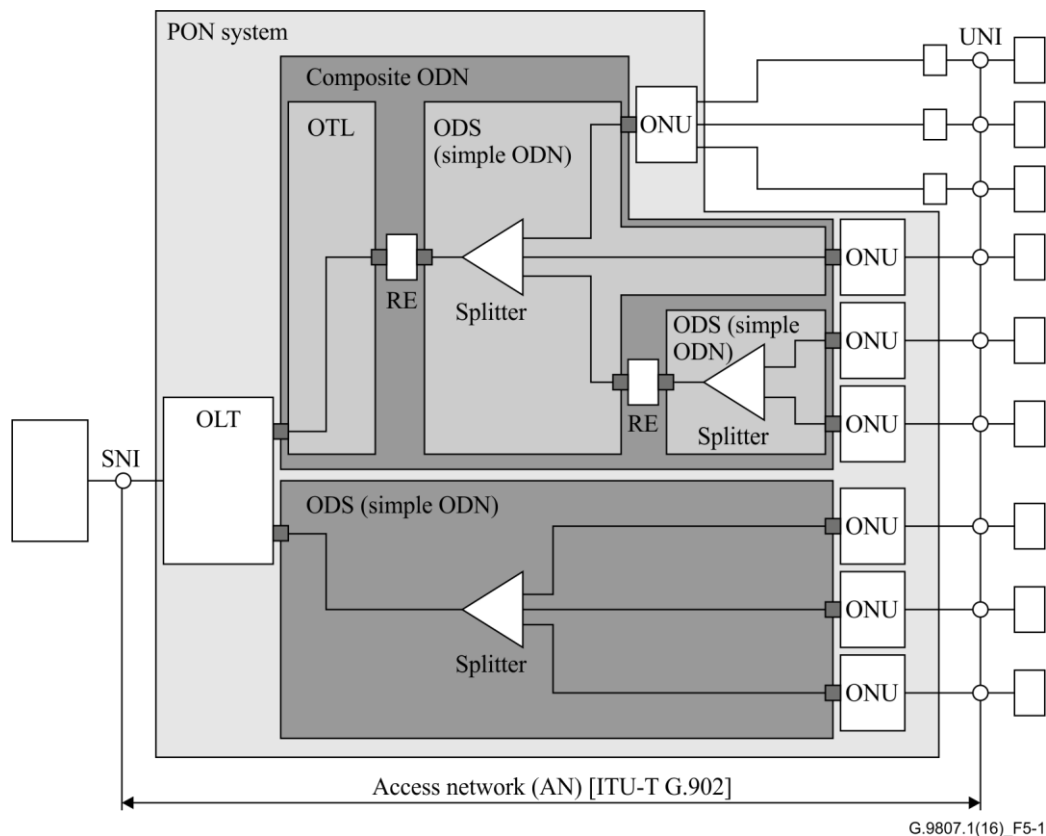 PON system
UNI
Composite ODN
OTL
ODS
(simple ODN)
ONU
ONU
RE
Splitter
ODS (simple
ODN)
ONU
RE
Splitter
ONU
OLT
SNI
ODS (simple ODN)
ONU
Splitter
ONU
ONU
Access network (AN) [ITU-T G.902]
G.9807.1(16)_F5-1